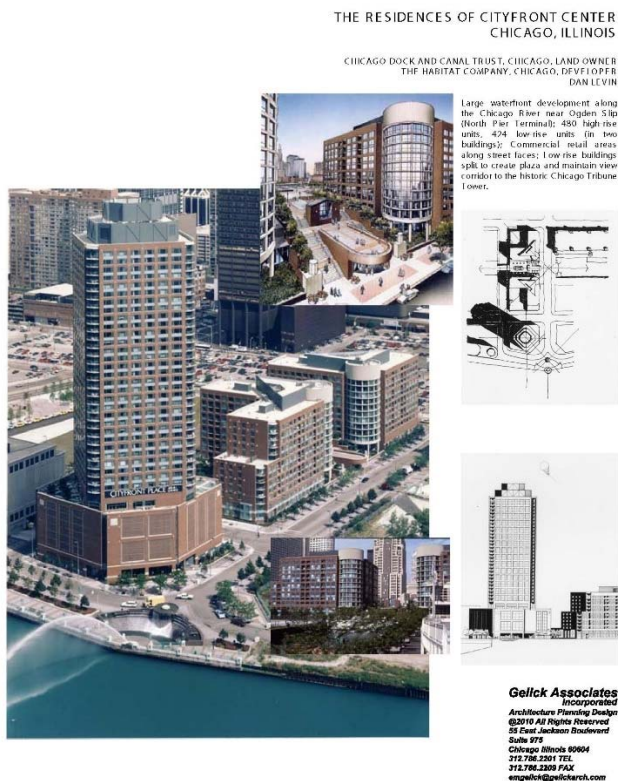 THE RESIDENCES OF CITYFRONT CENTER
CHICAGO, ILLINOIS
CHICAGO DOCK AND CANAL TRUST, CHICAGO, LAND OWNER
THE HABITAT COMPANY, CHICAGO, DEVELOPER
DAN LEVIN
Large waterfront development along
the Chicago River near Ogden Slip
(North Pier Terminal); 480 high-rise
units, 424 low-rise units (in two
buildings); Commercial retail areas
along street faces; Low rise buildings
split to create plaza and maintain view
corridor to the historic Chicago Tribune
Tower.
CITYFRONT PLACE
Gelick Associates
Incorporated
Architecture Planning Design
@2010 All Rights Reserved
55 East Jackson Boulevard
Suite 975
Chicago Illinois 60604
312.786.2201 TEL
312.786.2209 FAX
emgelick@gelickarch.com